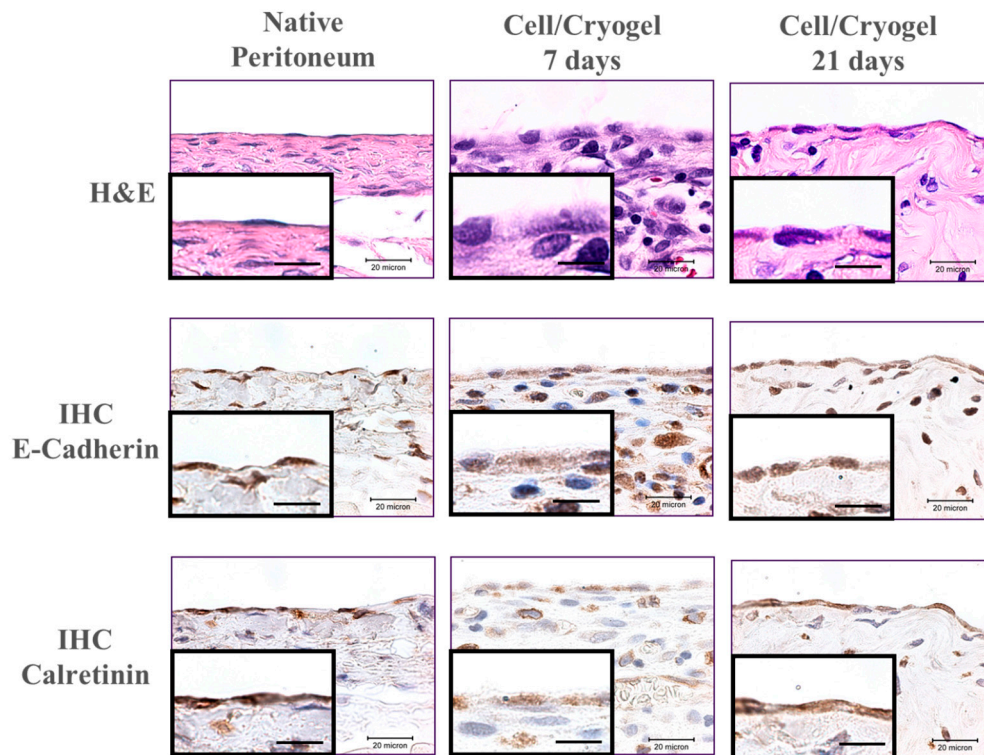 Native
Peritoneum
Cell/Cryogel
7 days
Cell/Cryogel
21 days
H&E
20 micron
20 micron
20 micron
IHC
E-Cadherin
20 micron
20 micron
20 micron
IHC
Calretinin
20 micron
20 micron
20 micron